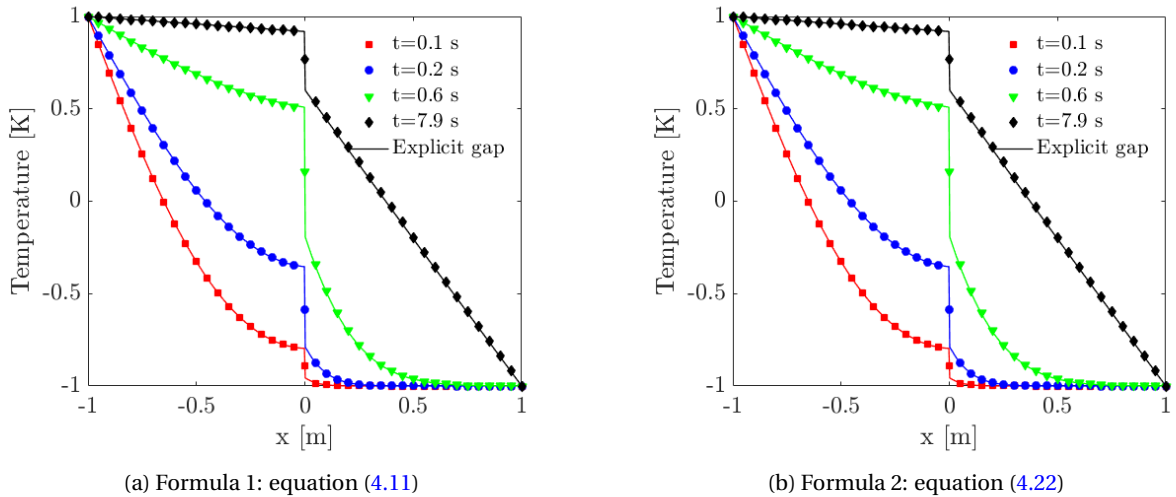 1
0.5
0
-0.5
-1
Temperature [K]
t=0.1 s
t=0.2 s
t=0.6 s
t=7.9 s
Explicit gap
-1
-0.5
0
0.5
1
x [m]
(a) Formula 1: equation (4.11)
1
0.5
0
-0.5
-1
Temperature [K]
t=0.1 s
t=0.2 s
t=0.6 s
t=7.9 s
Explicit gap
-1
-0.5
0
0.5
1
x [m]
(b) Formula 2: equation (4.22)